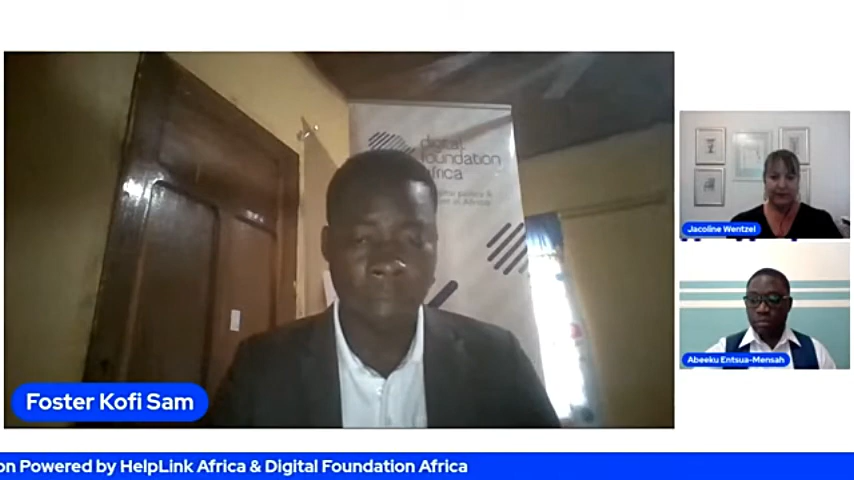 digital
foundation
africa
Foster Kofi Sam
Jacoline Wentzel
Abeeku Entsua-Mensah
on Powered by HelpLink Africa & Digital Foundation Africa